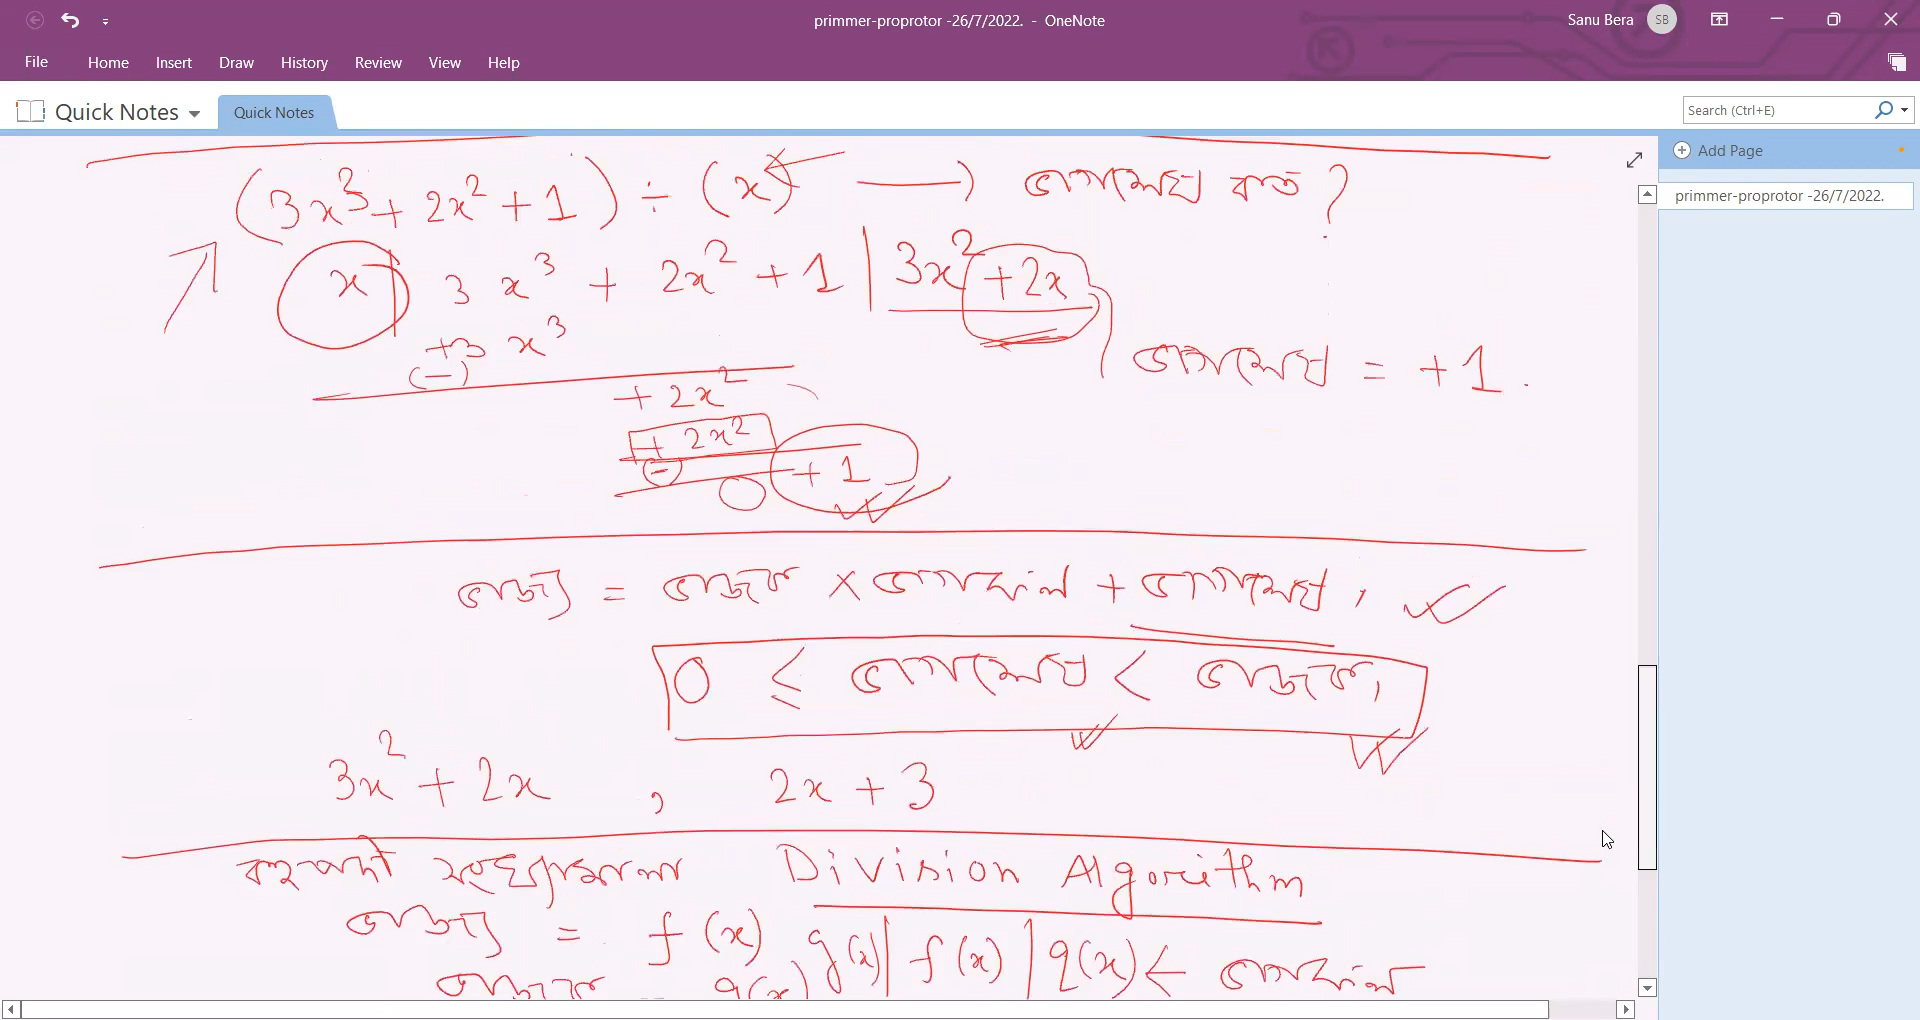 primmer-proprotor -26/7/2022. - OneNote
Sanu Bera SB
File Home Insert Draw History Review View Help
Quick Notes Quick Notes
Search (Ctrl+E)
Add Page
primmer-proprotor -26/7/2022.
(3x³ + 2x² + 1) ÷ (x) → ভাগশেষ কত ?
x | 3x³ + 2x² + 1 | 3x² + 2x
+3x³
(−)
ভাগশেষ = +1.
+ 2x²
+ 2x²
(−)
0 + 1
ভাজ্য = ভাজক × ভাগফল + ভাগশেষ,
0 ≤ ভাগশেষ < ভাজক,
3x² + 2x , 2x + 3
Division Algorithm
ভাজ্য = f(x)
g(x) | f(x) | q(x) ← ভাগফল
ভাজক = g(x)